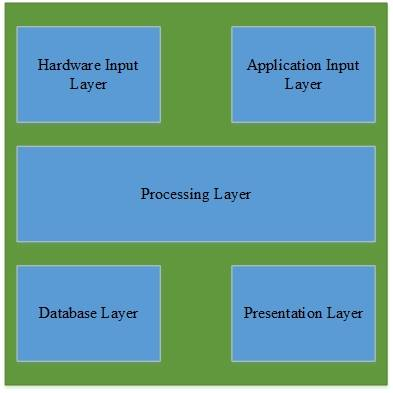 Hardware Input
Layer
Application Input
Layer
Processing Layer
Database Layer
Presentation Layer